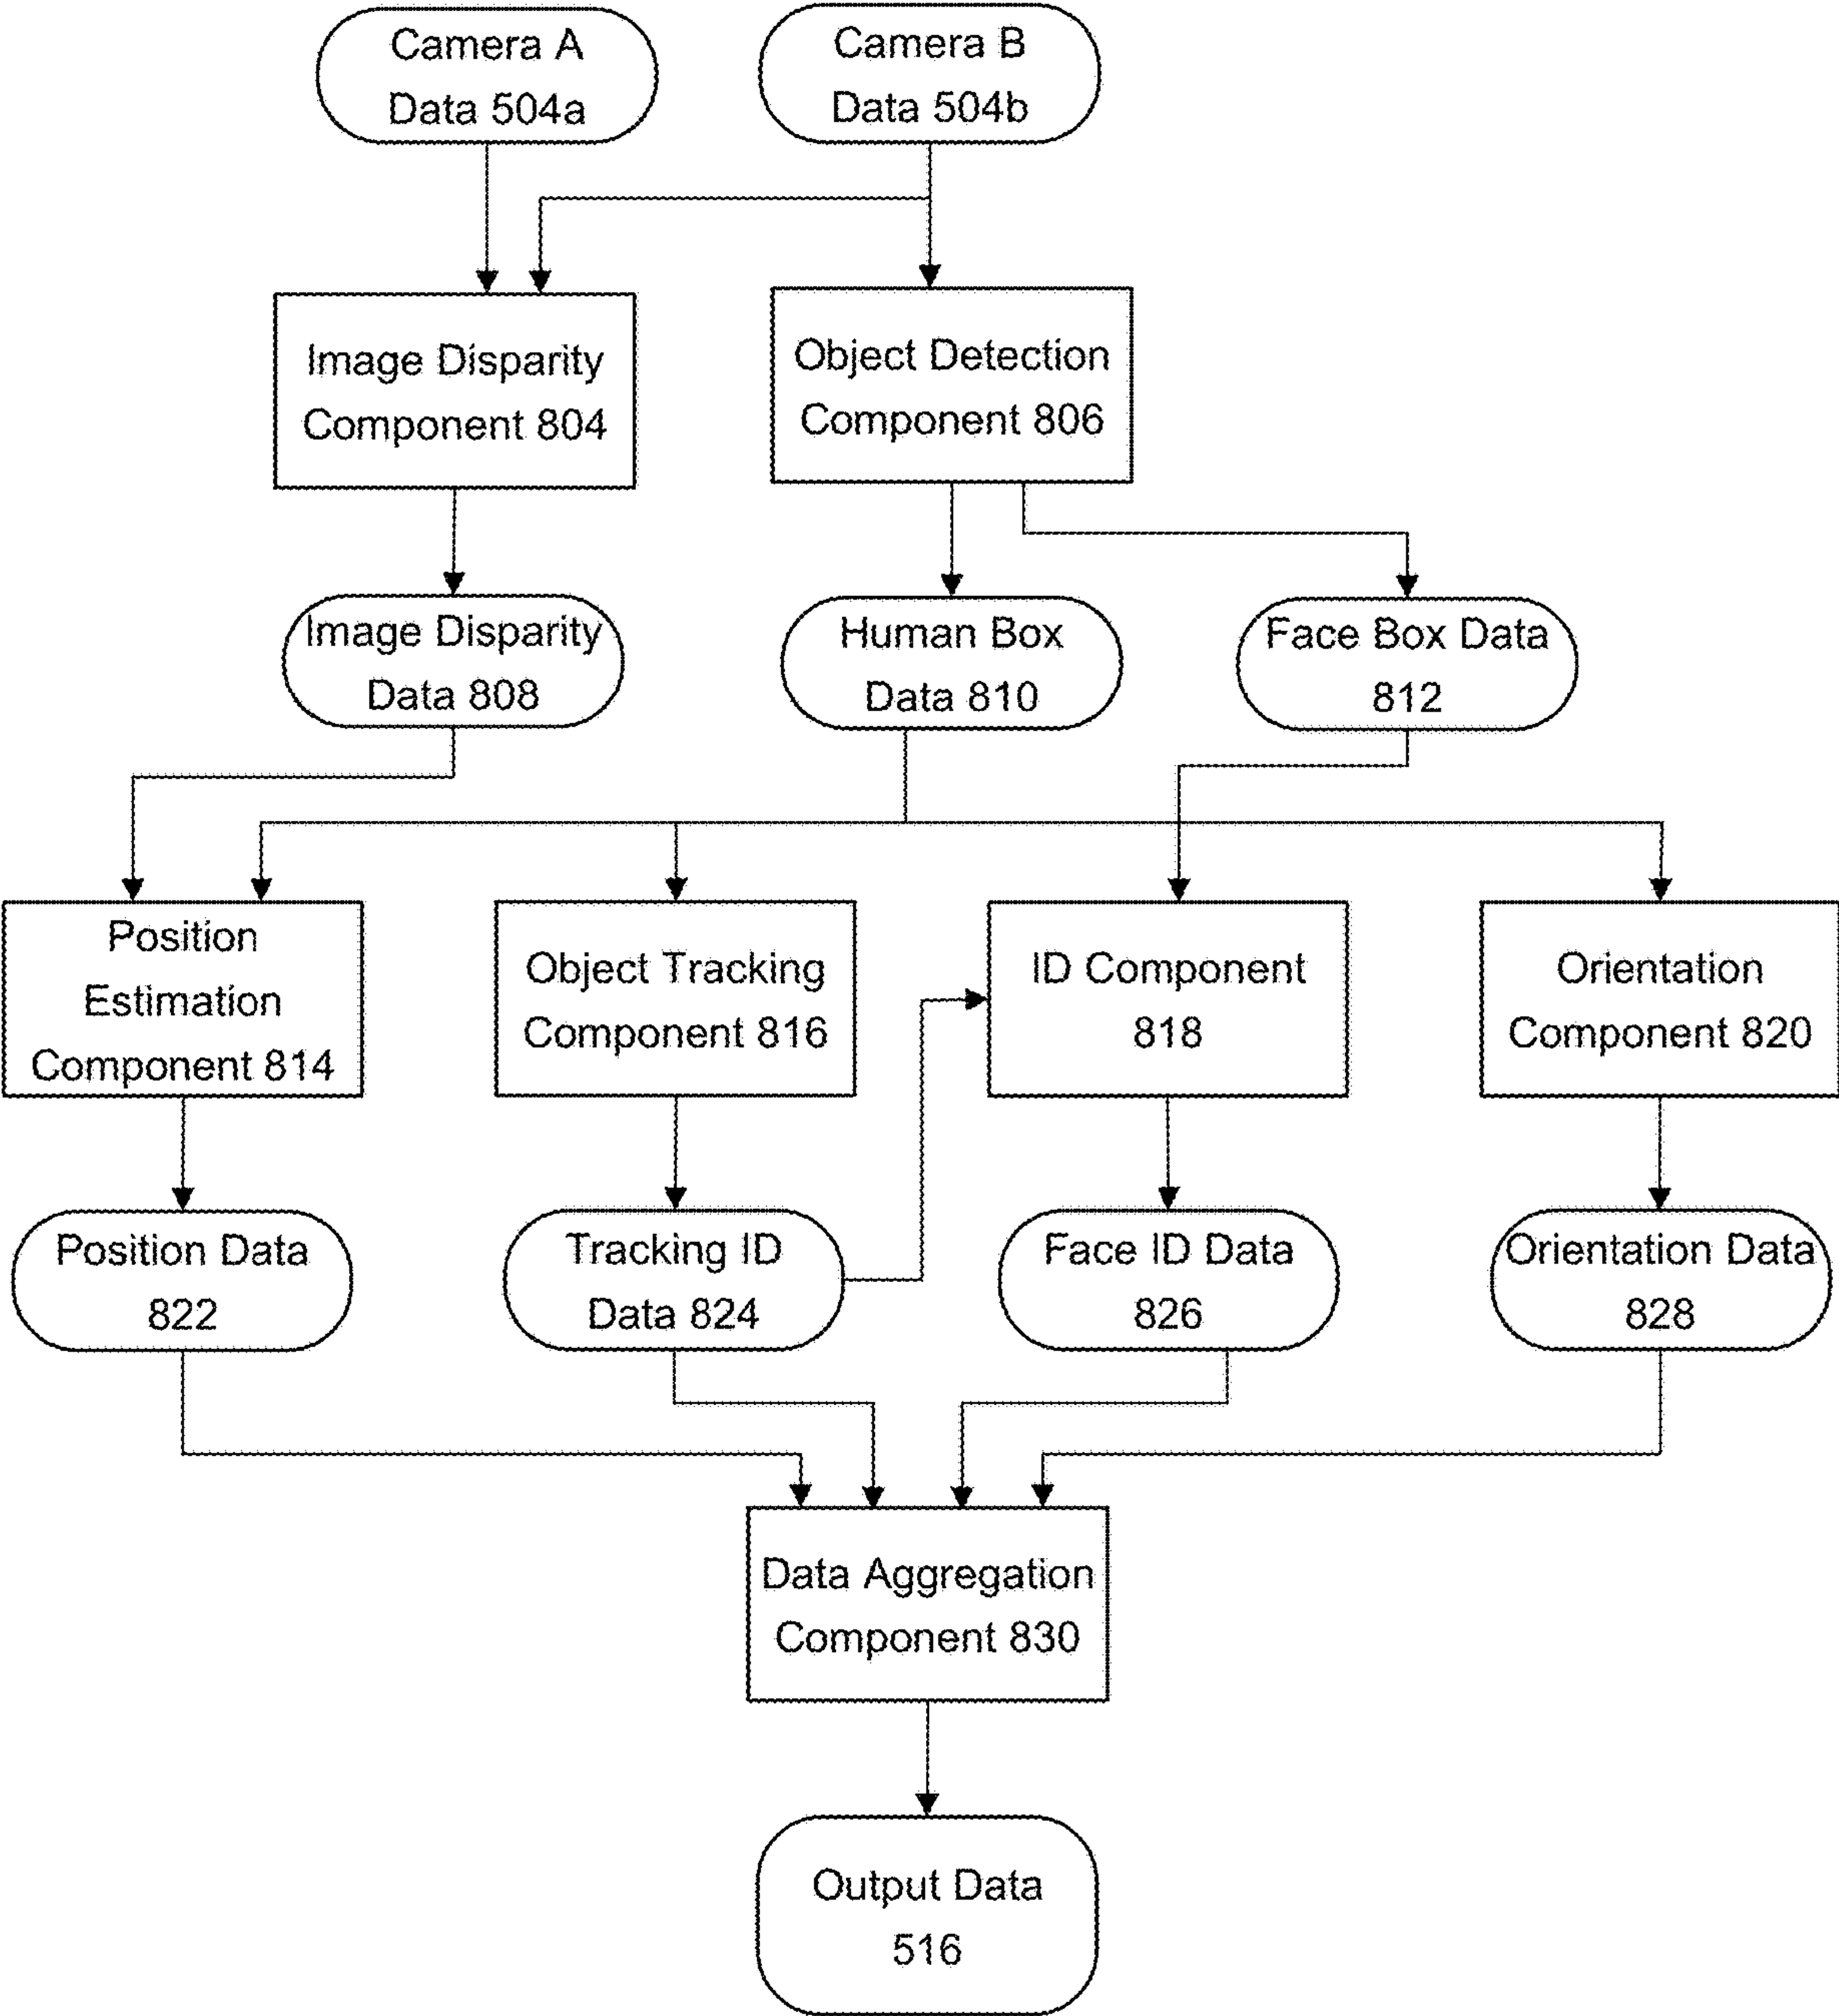 Camera A
Data 504a
Camera B
Data 504b
Image Disparity
Component 804
Object Detection
Component 806
Image Disparity
Data 808
Human Box
Data 810
Face Box Data
812
Position
Estimation
Component 814
Object Tracking
Component 816
ID Component
818
Orientation
Component 820
Position Data
822
Tracking ID
Data 824
Face ID Data
826
Orientation Data
828
Data Aggregation
Component 830
Output Data
516